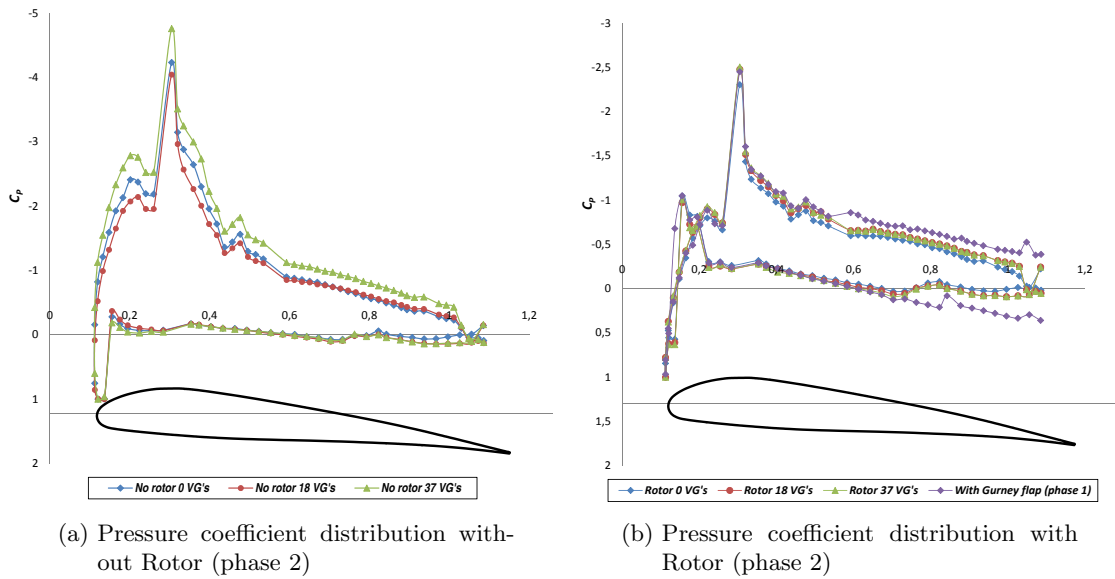 -5
-4
-3
-2
-1
0
1
2
Cp
0
0,2
0,4
0,6
0,8
1
1,2
No rotor 0 VG's
No rotor 18 VG's
No rotor 37 VG's
(a) Pressure coefficient distribution with-
out Rotor (phase 2)
-3
-2,5
-2
-1,5
-1
-0,5
0
0,5
1
1,5
2
Cp
0
0,2
0,4
0,6
0,8
1
1,2
Rotor 0 VG's
Rotor 18 VG's
Rotor 37 VG's
With Gurney flap (phase 1)
(b) Pressure coefficient distribution with
Rotor (phase 2)